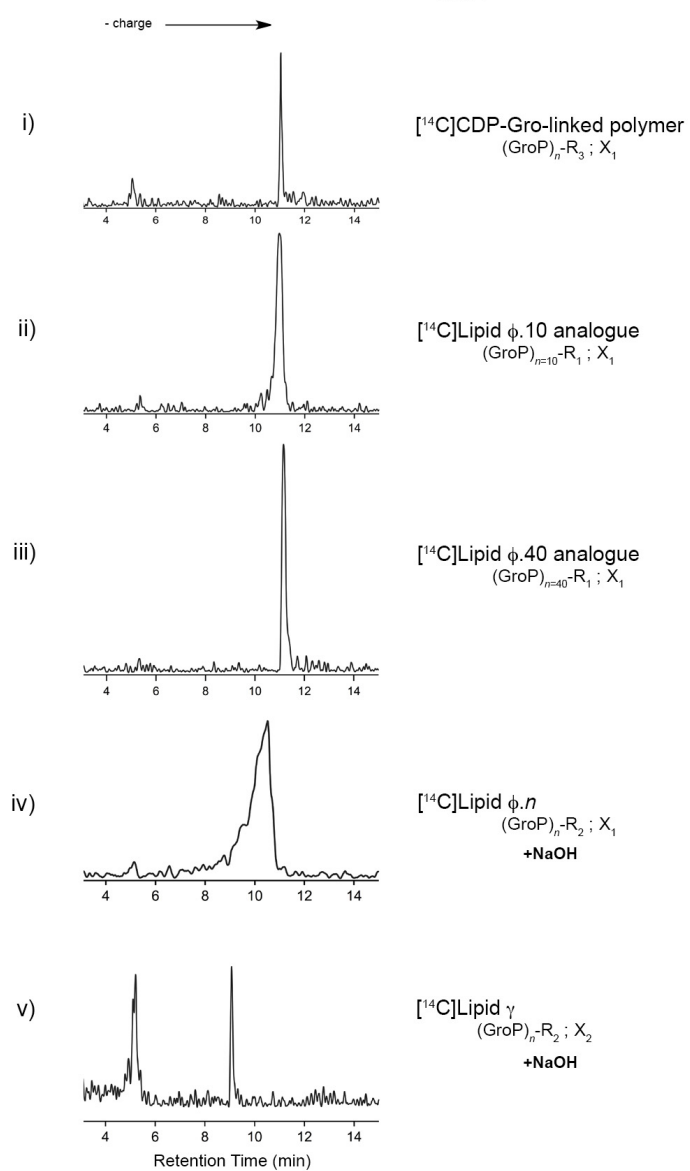 - charge
i)
[¹⁴C]CDP-Gro-linked polymer
(GroP)ₙ-R₃ ; X₁
4 6 8 10 12 14
ii)
[¹⁴C]Lipid ϕ.10 analogue
(GroP)ₙ₌₁₀-R₁ ; X₁
4 6 8 10 12 14
iii)
[¹⁴C]Lipid ϕ.40 analogue
(GroP)ₙ₌₄₀-R₁ ; X₁
4 6 8 10 12 14
iv)
[¹⁴C]Lipid ϕ.n
(GroP)ₙ-R₂ ; X₁
+NaOH
4 6 8 10 12 14
v)
[¹⁴C]Lipid γ
(GroP)ₙ-R₂ ; X₂
+NaOH
4 6 8 10 12 14
Retention Time (min)